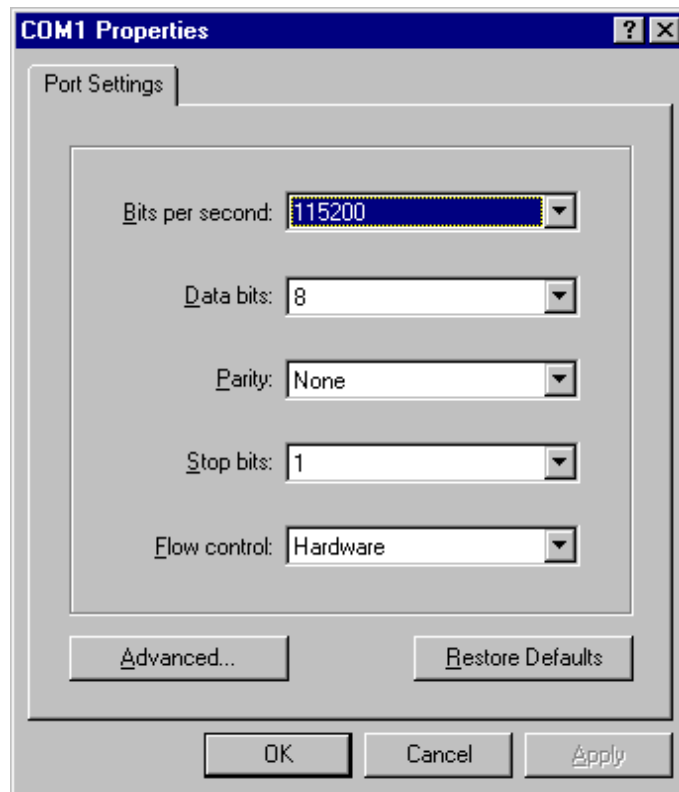 COM1 Properties
Port Settings
Bits per second: 115200
Data bits: 8
Parity: None
Stop bits: 1
Flow control: Hardware
Advanced... Restore Defaults
OK Cancel Apply